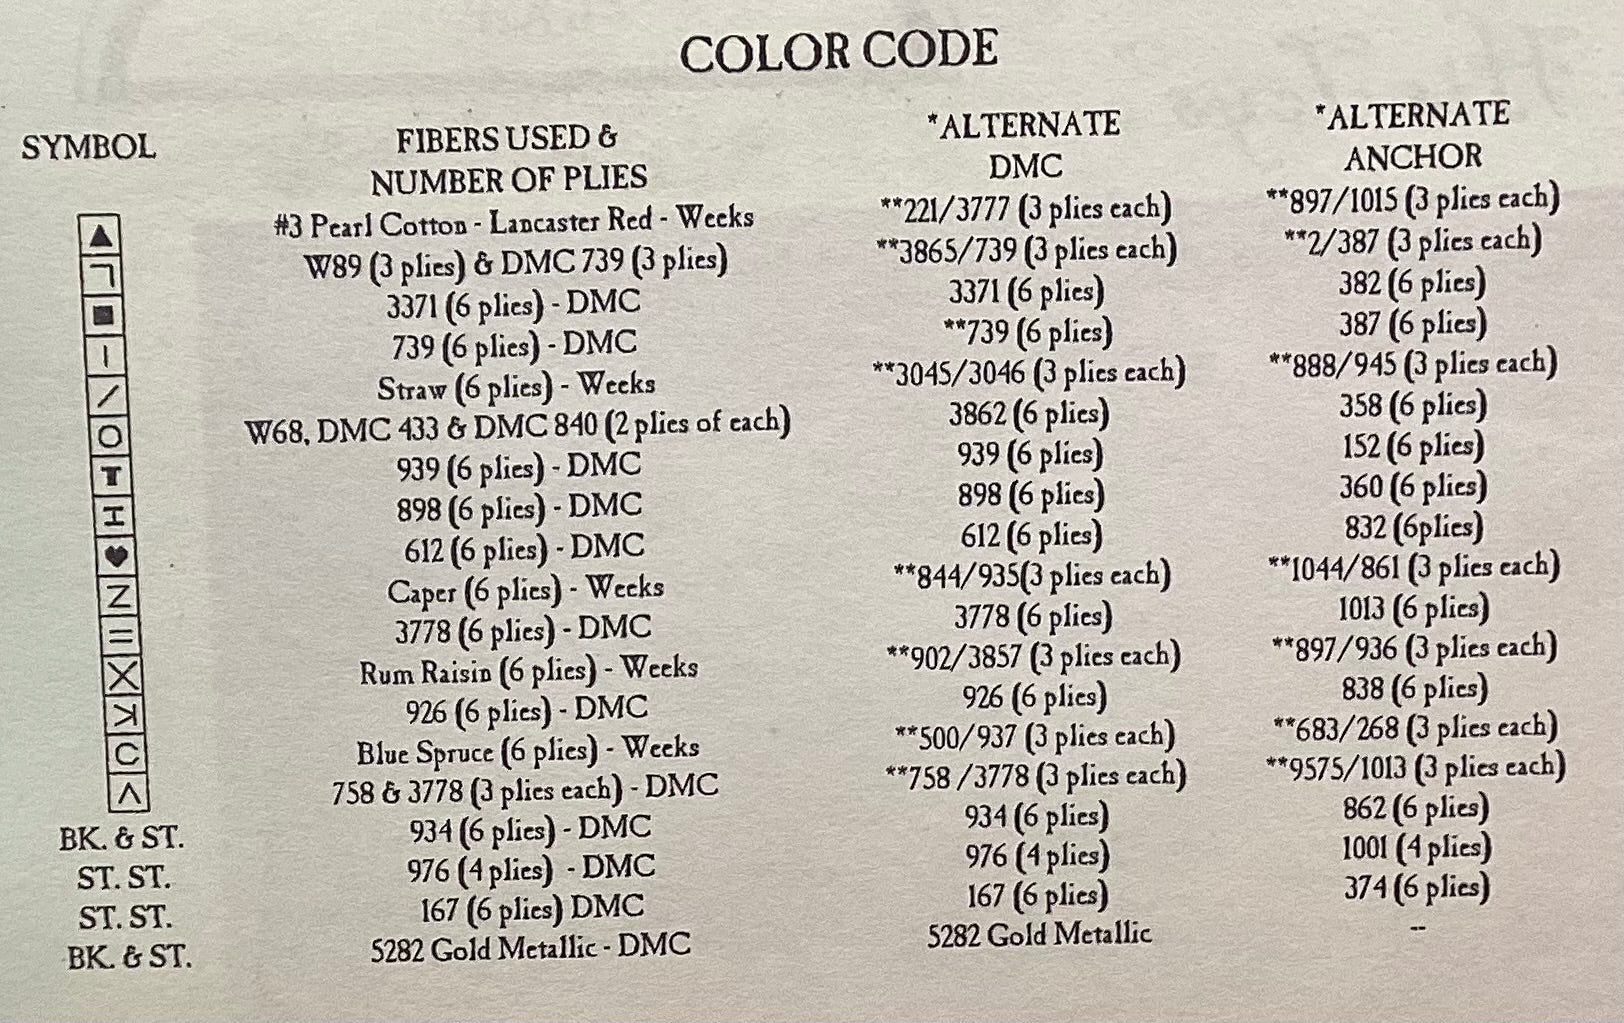 COLOR CODE
SYMBOL FIBERS USED & *ALTERNATE *ALTERNATE
NUMBER OF PLIES DMC ANCHOR
▲ #3 Pearl Cotton - Lancaster Red - Weeks **221/3777 (3 plies each) **897/1015 (3 plies each)
ㄱ W89 (3 plies) & DMC 739 (3 plies) **3865/739 (3 plies each) **2/387 (3 plies each)
■ 3371 (6 plies) - DMC 3371 (6 plies) 382 (6 plies)
| 739 (6 plies) - DMC **739 (6 plies) 387 (6 plies)
/ Straw (6 plies) - Weeks **3045/3046 (3 plies each) **888/945 (3 plies each)
O W68, DMC 433 & DMC 840 (2 plies of each) 3862 (6 plies) 358 (6 plies)
T 939 (6 plies) - DMC 939 (6 plies) 152 (6 plies)
I 898 (6 plies) - DMC 898 (6 plies) 360 (6 plies)
♥ 612 (6 plies) - DMC 612 (6 plies) 832 (6plies)
Z Caper (6 plies) - Weeks **844/935(3 plies each) **1044/861 (3 plies each)
= 3778 (6 plies) - DMC 3778 (6 plies) 1013 (6 plies)
X Rum Raisin (6 plies) - Weeks **902/3857 (3 plies each) **897/936 (3 plies each)
926 (6 plies) - DMC 926 (6 plies) 838 (6 plies)
C Blue Spruce (6 plies) - Weeks **500/937 (3 plies each) **683/268 (3 plies each)
< 758 & 3778 (3 plies each) - DMC **758 /3778 (3 plies each) **9575/1013 (3 plies each)
BK. & ST. 934 (6 plies) - DMC 934 (6 plies) 862 (6 plies)
ST. ST. 976 (4 plies) - DMC 976 (4 plies) 1001 (4 plies)
ST. ST. 167 (6 plies) DMC 167 (6 plies) 374 (6 plies)
BK. & ST. 5282 Gold Metallic - DMC 5282 Gold Metallic --